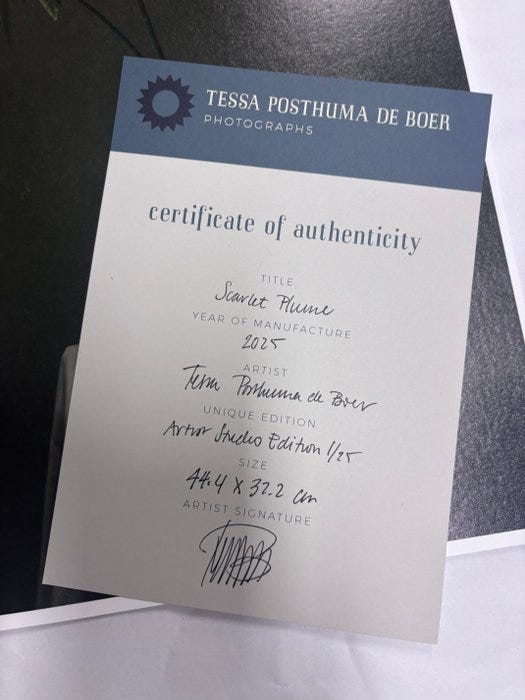 TESSA POSTHUMA DE BOER
PHOTOGRAPHS
certificate of authenticity
TITLE
Scarlet Plume
YEAR OF MANUFACTURE
2025
ARTIST
Tessa Posthuma de Boer
UNIQUE EDITION
Artist Studio Edition 1/25
SIZE
44.4 X 32.2 cm
ARTIST SIGNATURE